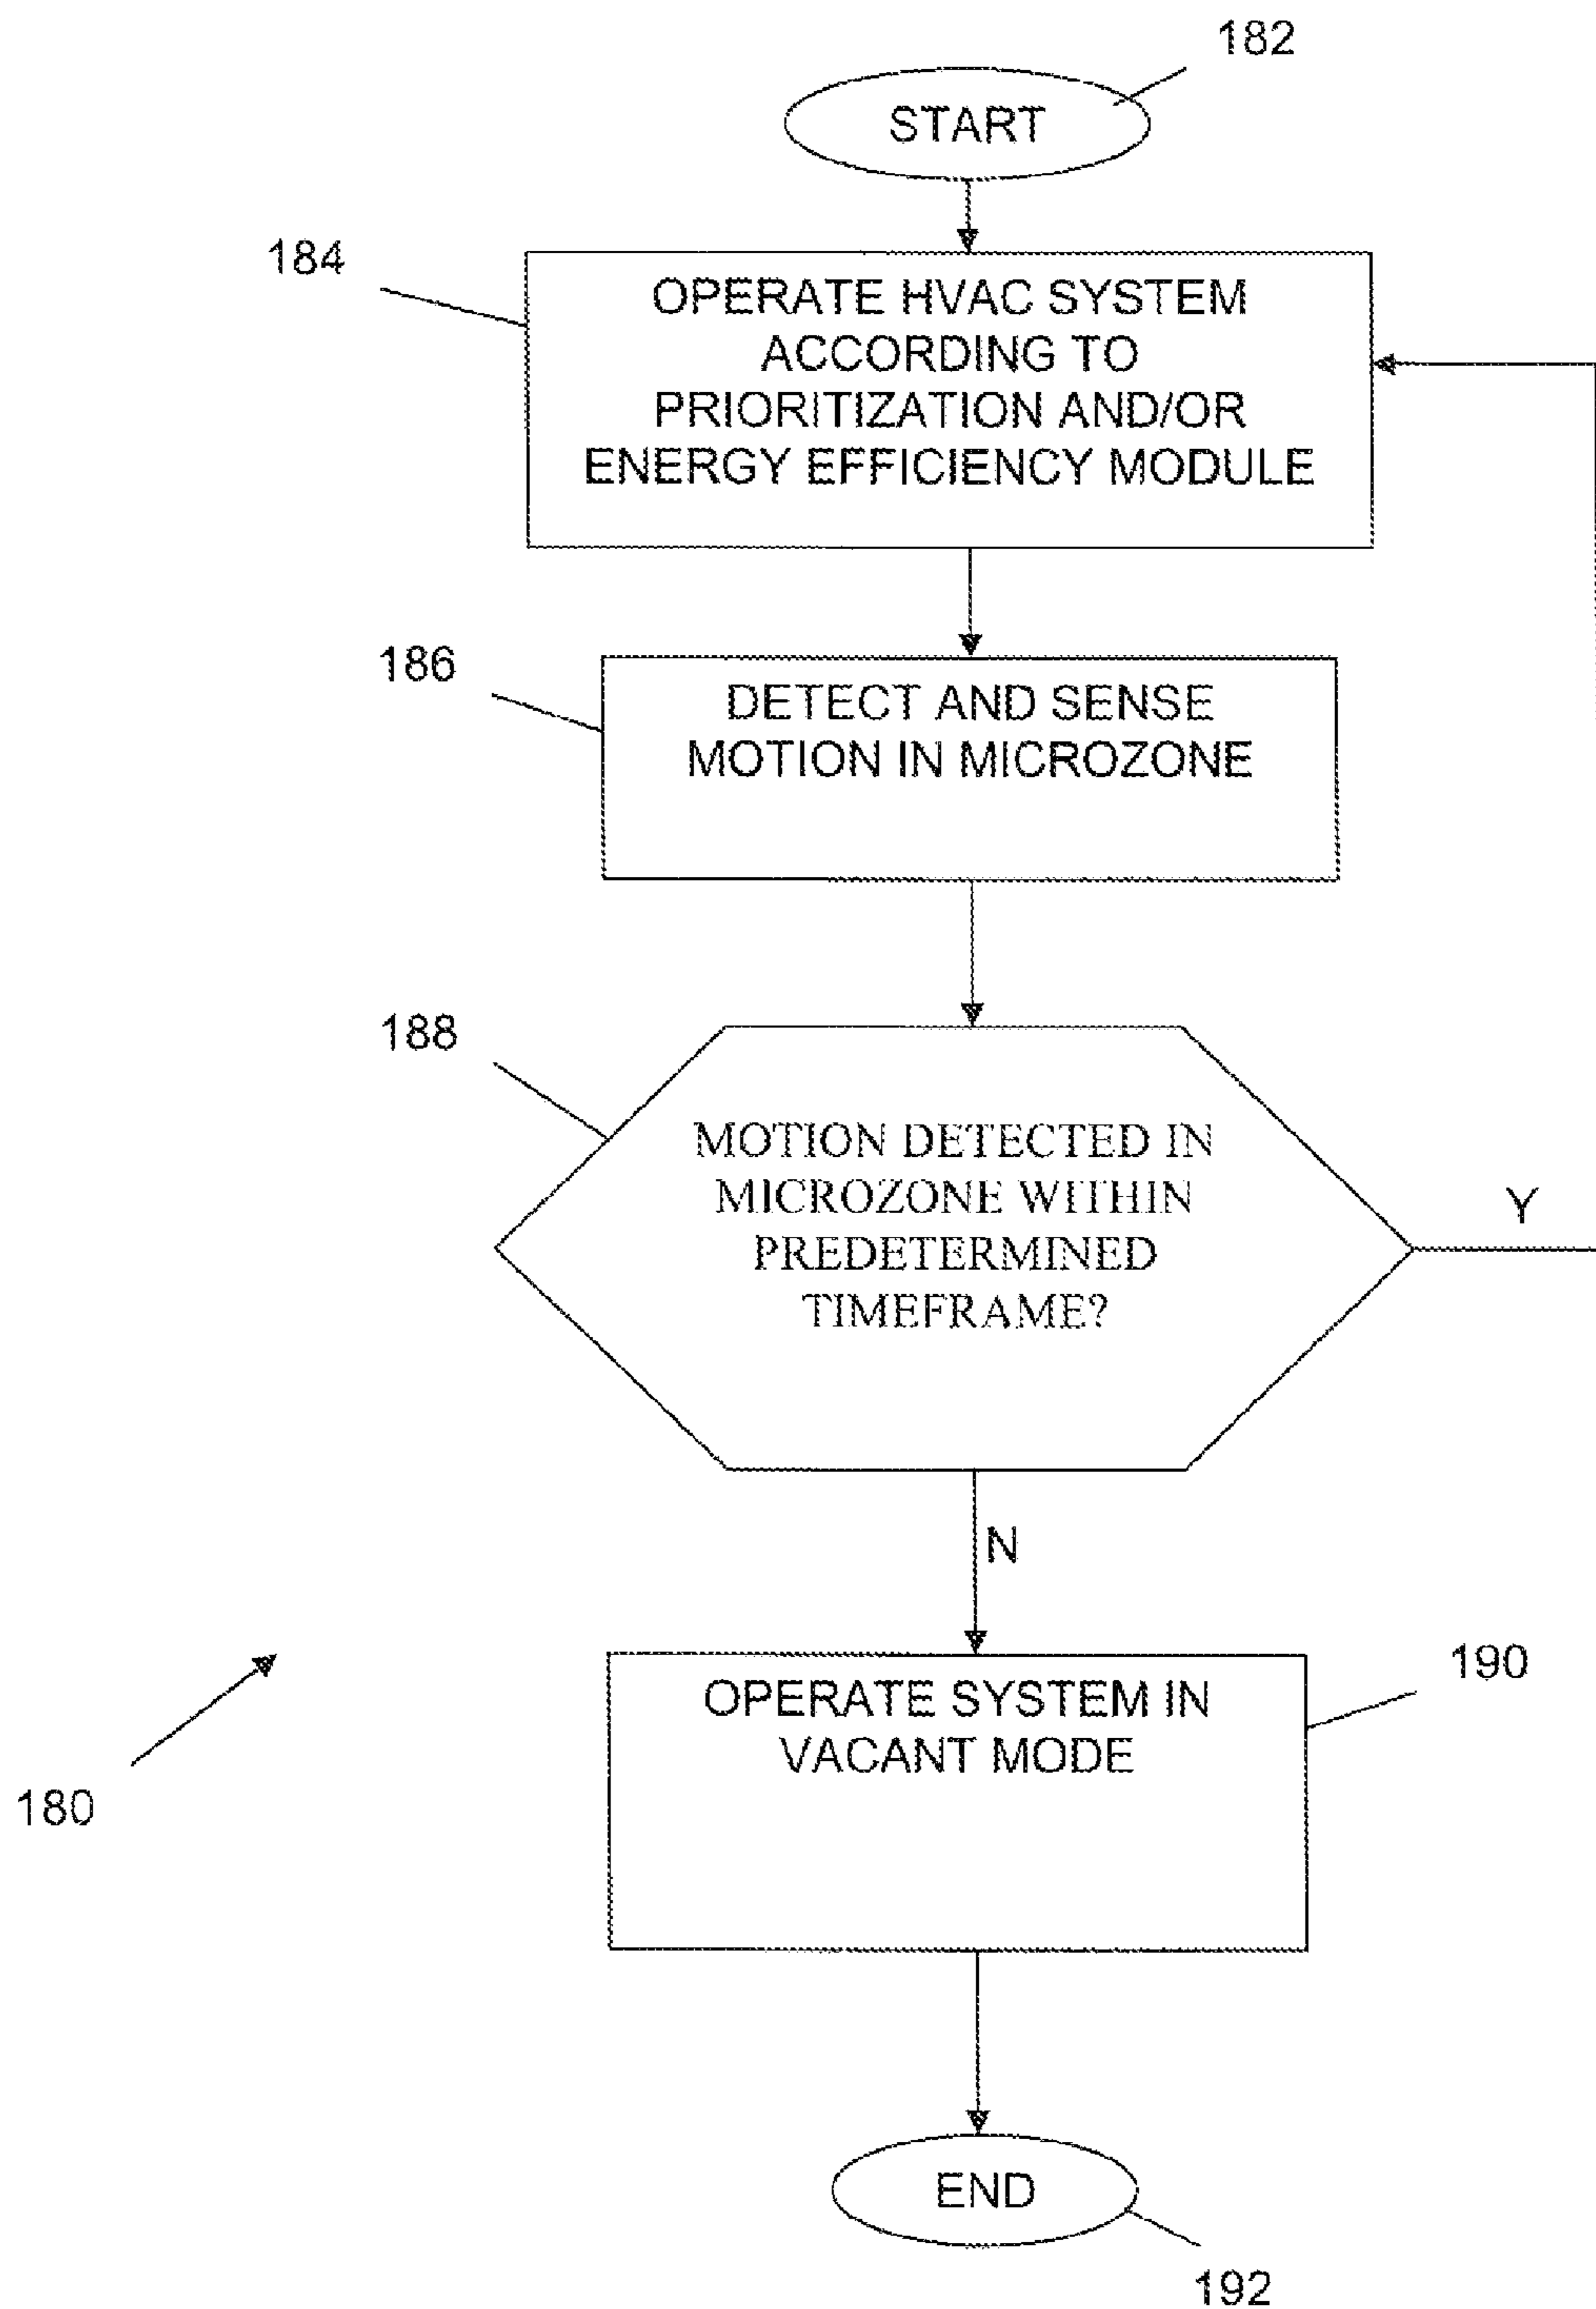 182
START
184
OPERATE HVAC SYSTEM
ACCORDING TO
PRIORITIZATION AND/OR
ENERGY EFFICIENCY MODULE
186
DETECT AND SENSE
MOTION IN MICROZONE
188
MOTION DETECTED IN
MICROZONE WITHIN
PREDETERMINED
TIMEFRAME?
Y
N
190
OPERATE SYSTEM IN
VACANT MODE
180
END
192